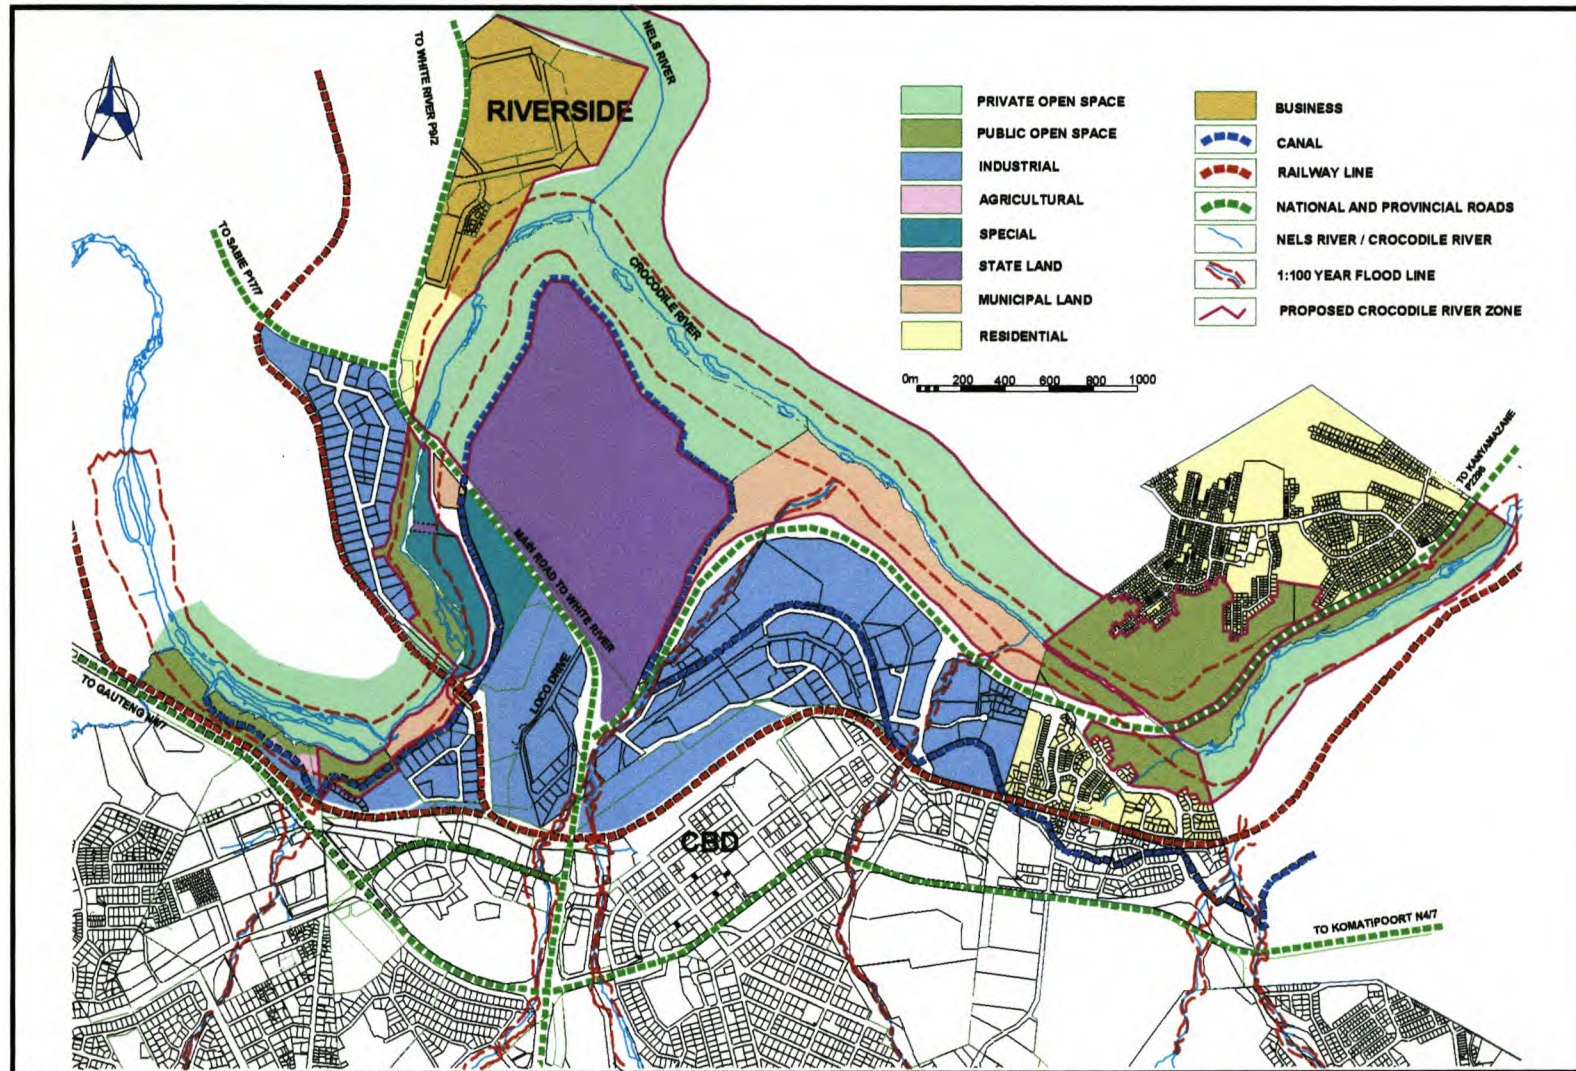 NELS RIVER
TO WHITE RIVER P9/2
RIVERSIDE
PRIVATE OPEN SPACE
PUBLIC OPEN SPACE
INDUSTRIAL
AGRICULTURAL
SPECIAL
STATE LAND
MUNICIPAL LAND
RESIDENTIAL
BUSINESS
CANAL
RAILWAY LINE
NATIONAL AND PROVINCIAL ROADS
NELS RIVER / CROCODILE RIVER
1:100 YEAR FLOOD LINE
PROPOSED CROCODILE RIVER ZONE
0m 200 400 600 800 1000
TO SABIE P17/7
CROCODILE RIVER
TO KANYAMAZANE
P2296
MAIN ROAD TO WHITE RIVER
LOCO DRIVE
TO GAUTENG N4/7
CBD
TO KOMATIPOORT N4/7